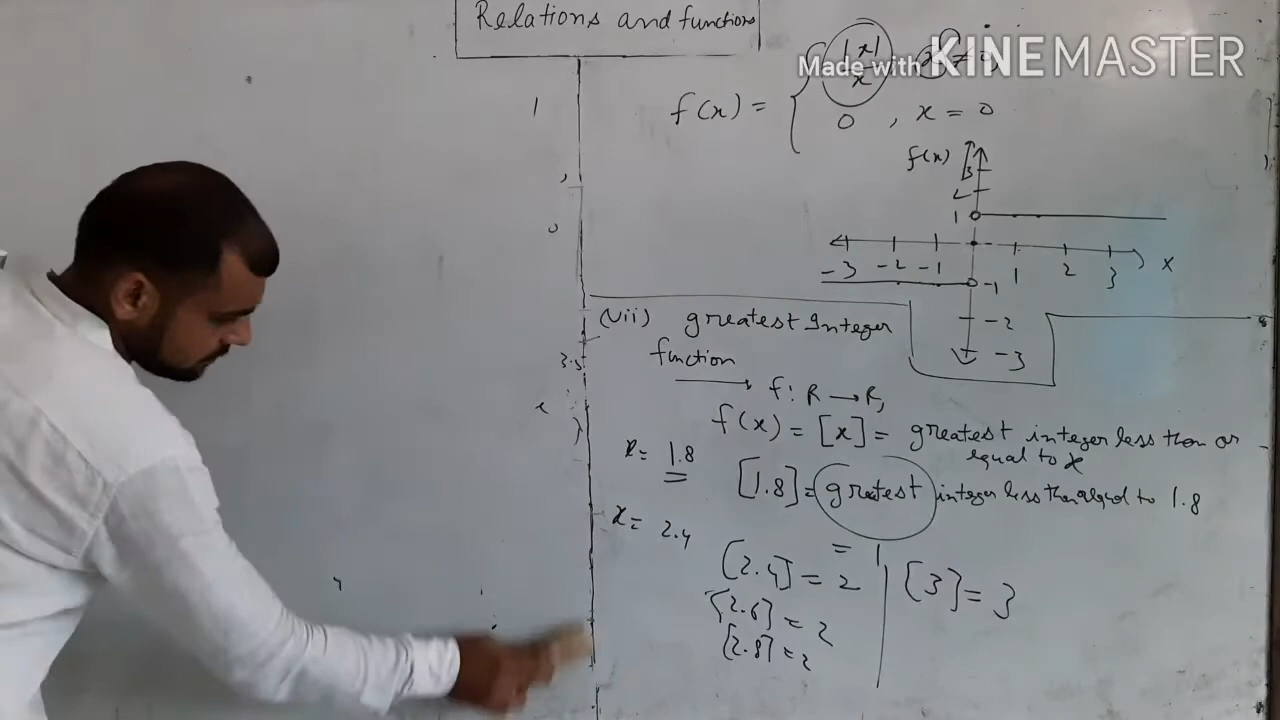 Relations and functions
Made with KINEMASTER
|x|/x
f(x) = {
0 , x = 0
f(x)
3
2
1
-3 -2 -1 1 2 3 x
-1
-2
-3
(vii) greatest Integer
function
f: R → R,
f(x) = [x] = greatest integer less than or
equal to x
x = 1.8
[1.8] = greatest integer less than equal to 1.8
= 1
x = 2.4
[2.4] = 2
[3] = 3
[2.6] = 2
[2.8] = 2
1
0
3.5